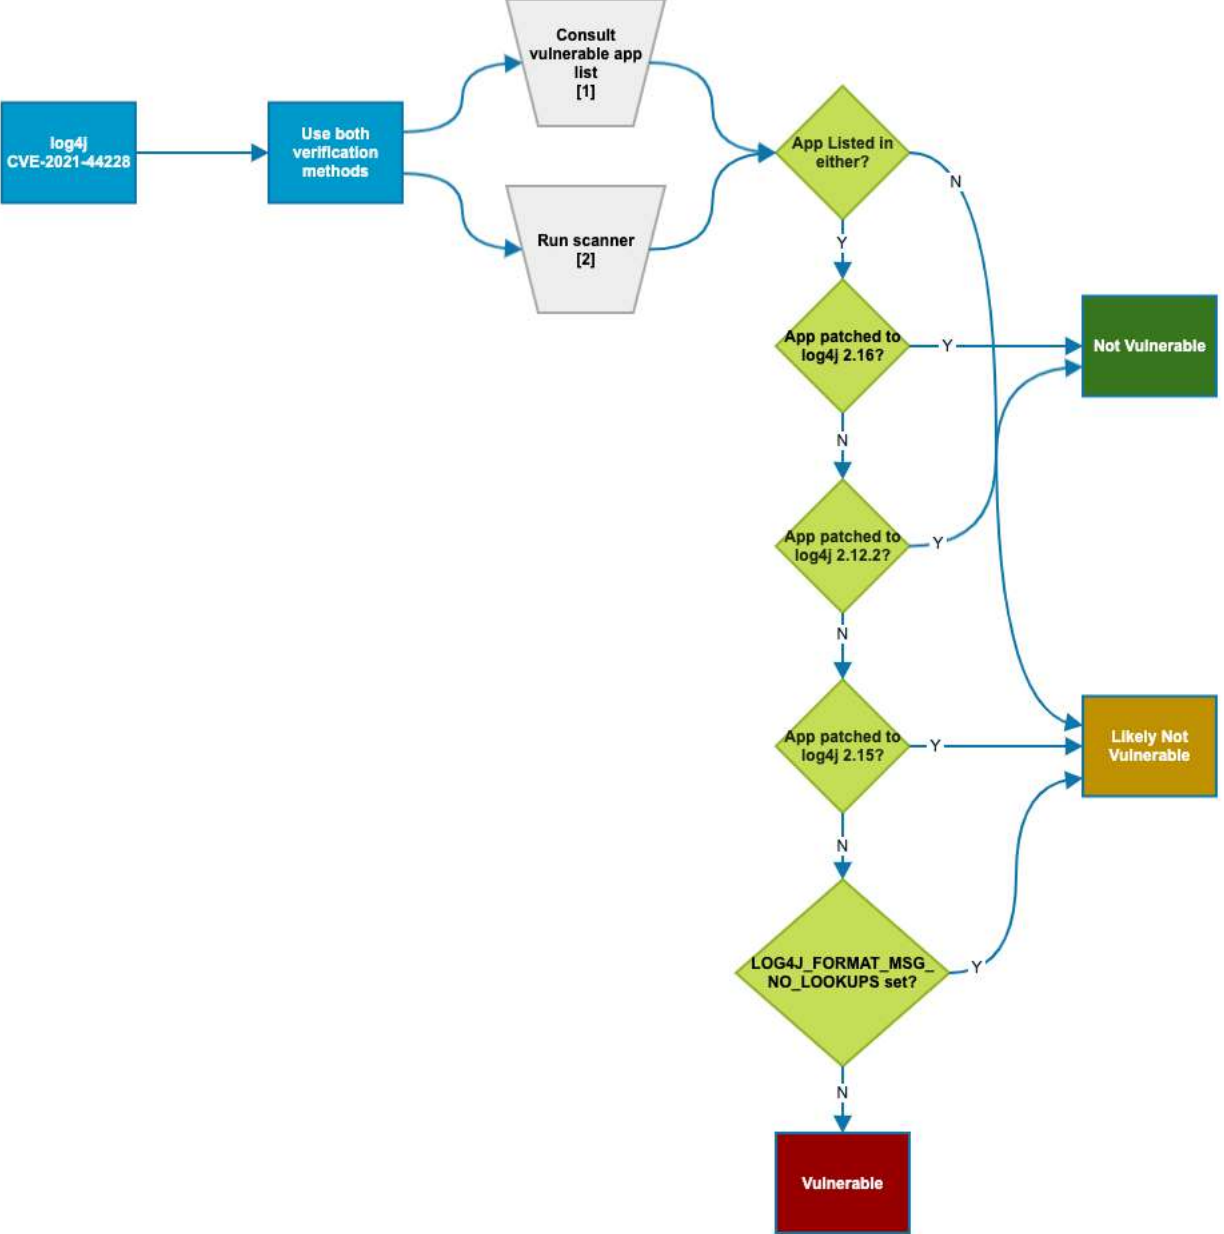 log4j
CVE-2021-44228
Use both
verification
methods
Consult
vulnerable app
list
[1]
Run scanner
[2]
App Listed in
either?
N
Y
App patched to
log4j 2.16?
Y
Not Vulnerable
N
App patched to
log4j 2.12.2?
Y
N
App patched to
log4j 2.15?
Y
Likely Not
Vulnerable
N
LOG4J_FORMAT_MSG_
NO_LOOKUPS set?
Y
N
Vulnerable